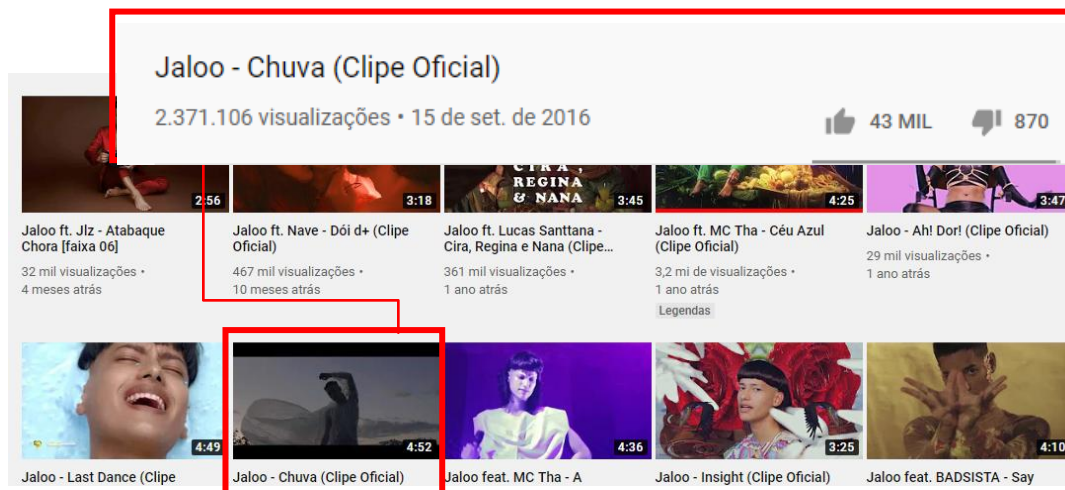 Jaloo - Chuva (Clipe Oficial)
2.371.106 visualizações • 15 de set. de 2016
43 MIL
870
CIRA,
REGINA
& NANA
2:56
3:18
3:45
4:25
3:47
Jaloo ft. Jlz - Atabaque
Chora [faixa 06]
32 mil visualizações •
4 meses atrás
Jaloo ft. Nave - Dói d+ (Clipe
Oficial)
467 mil visualizações •
10 meses atrás
Jaloo ft. Lucas Santtana -
Cira, Regina e Nana (Clipe...
361 mil visualizações •
1 ano atrás
Jaloo ft. MC Tha - Céu Azul
(Clipe Oficial)
3,2 mi de visualizações •
1 ano atrás
Legendas
Jaloo - Ah! Dor! (Clipe Oficial)
29 mil visualizações •
1 ano atrás
4:49
4:52
4:36
3:25
4:10
Jaloo - Last Dance (Clipe
Jaloo - Chuva (Clipe Oficial)
Jaloo feat. MC Tha - A
Jaloo - Insight (Clipe Oficial)
Jaloo feat. BADSISTA - Say